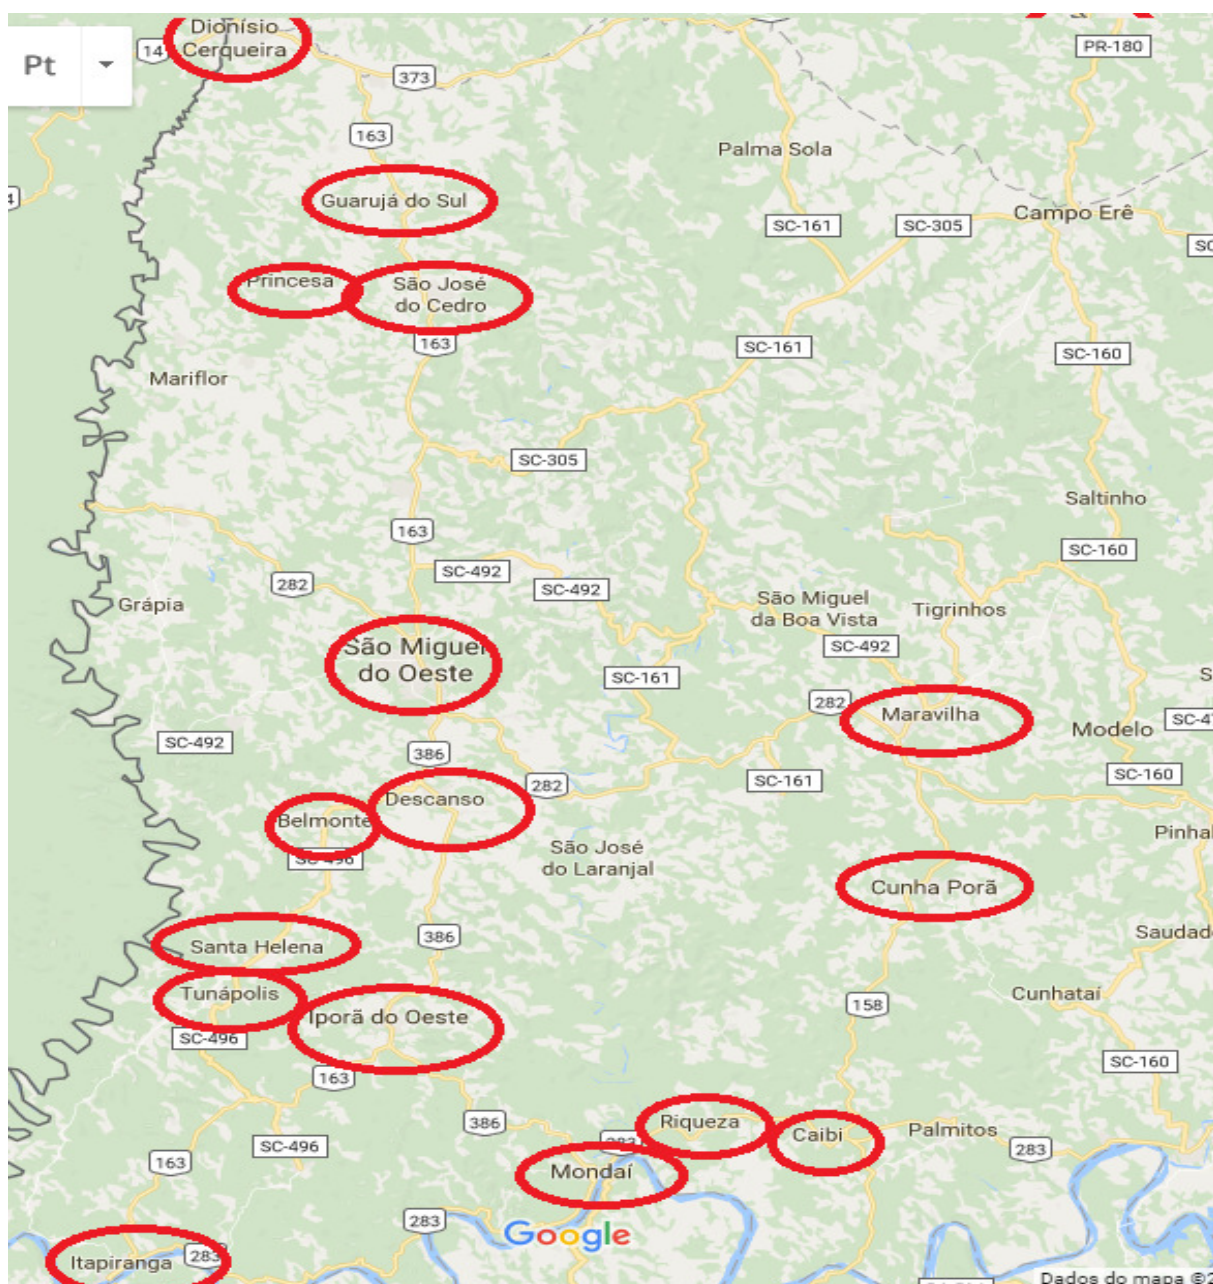 Dionísio
Cerqueira
Pt
14
PR-180
373
163
Palma Sola
Guarujá do Sul
Campo Erê
SC-161
SC-305
Princesa
São José
do Cedro
163
SC-161
SC-160
Mariflor
SC-305
Saltinho
163
SC-160
SC-492
282
SC-492
Grápia
São Miguel
da Boa Vista
Tigrinhos
São Miguel
do Oeste
SC-492
SC-161
282
Maravilha
Modelo
SC-492
386
SC-160
SC-161
282
Descanso
Belmonte
Pinhal
São José
do Laranjal
SC-496
Cunha Porã
Saudad
386
Santa Helena
Tunápolis
Cunhataí
158
Iporã do Oeste
SC-496
SC-160
163
386
Riqueza
Caibi
Palmitos
283
SC-496
283
163
Mondaí
283
Google
Itapiranga
283
Dados do mapa ©2